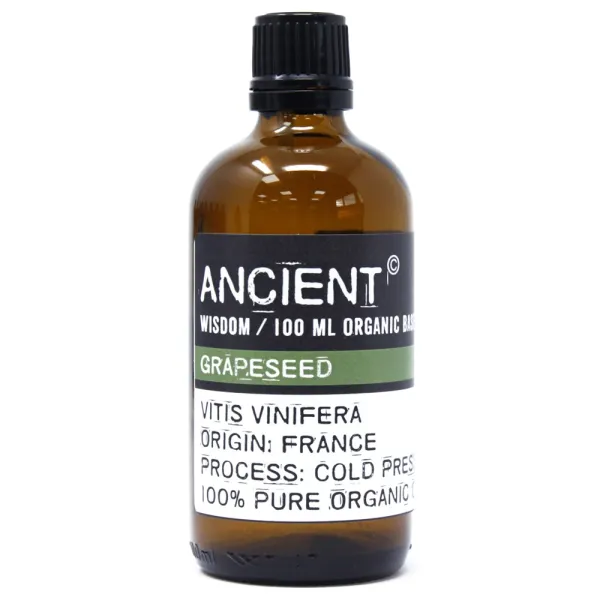 ANCIENT©
WISDOM / 100 ML ORGANIC BAS
GRAPESEED
VITIS VINIFERA
ORIGIN: FRANCE
PROCESS: COLD PRES
100% PURE ORGANIC